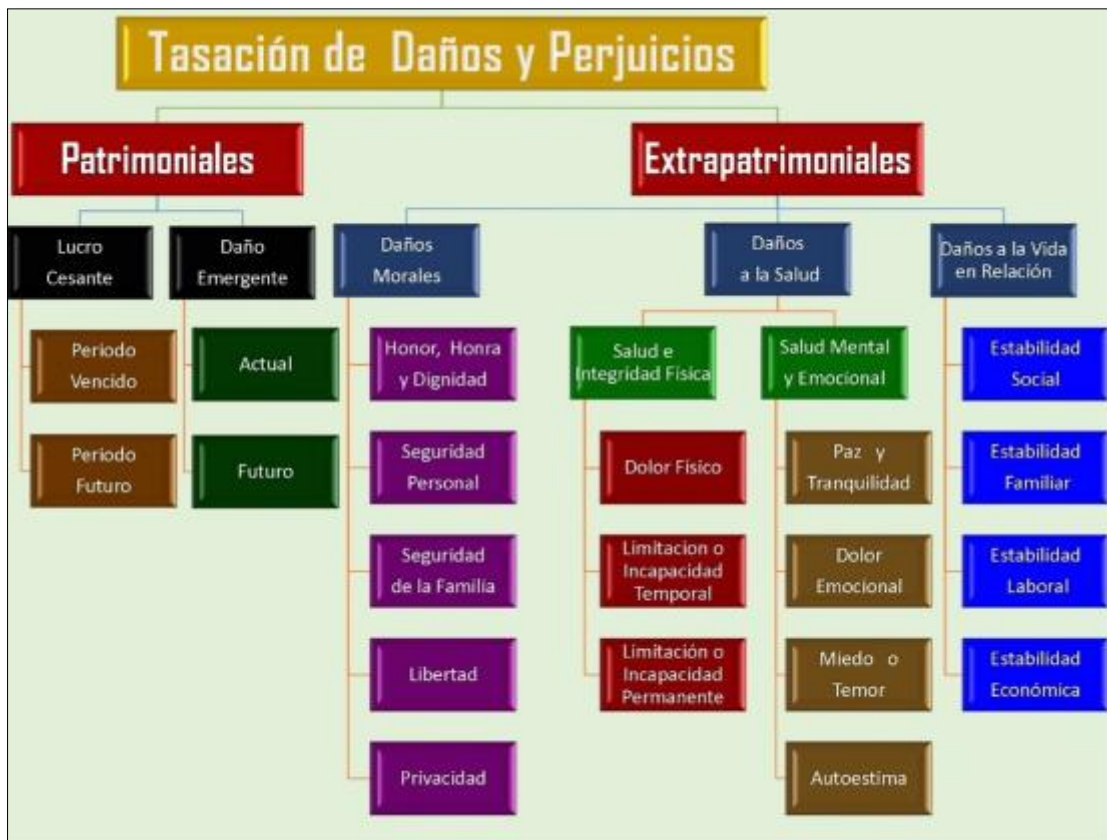 Tasación de Daños y Perjuicios
Patrimoniales
Extrapatrimoniales
Lucro
Cesante
Daño
Emergente
Daños
Morales
Daños
a la Salud
Daños a la Vida
en Relación
Periodo
Vencido
Periodo
Futuro
Actual
Futuro
Honor, Honra
y Dignidad
Seguridad
Personal
Seguridad
de la Familia
Libertad
Privacidad
Salud e
Integridad Física
Dolor Físico
Limitacion o
Incapacidad
Temporal
Limitación o
Incapacidad
Permanente
Salud Mental
y Emocional
Paz y
Tranquilidad
Dolor
Emocional
Miedo o
Temor
Autoestima
Estabilidad
Social
Estabilidad
Familiar
Estabilidad
Laboral
Estabilidad
Económica